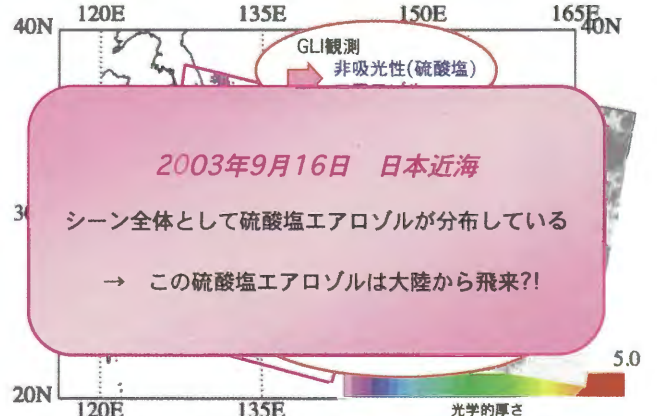 120E 135E 150E 165E
40N 40N
GLI観測
非吸光性(硫酸塩)
2003年9月16日 日本近海
シーン全体として硫酸塩エアロゾルが分布している
→ この硫酸塩エアロゾルは大陸から飛来?!
5.0
20N
120E 135E 光学的厚さ